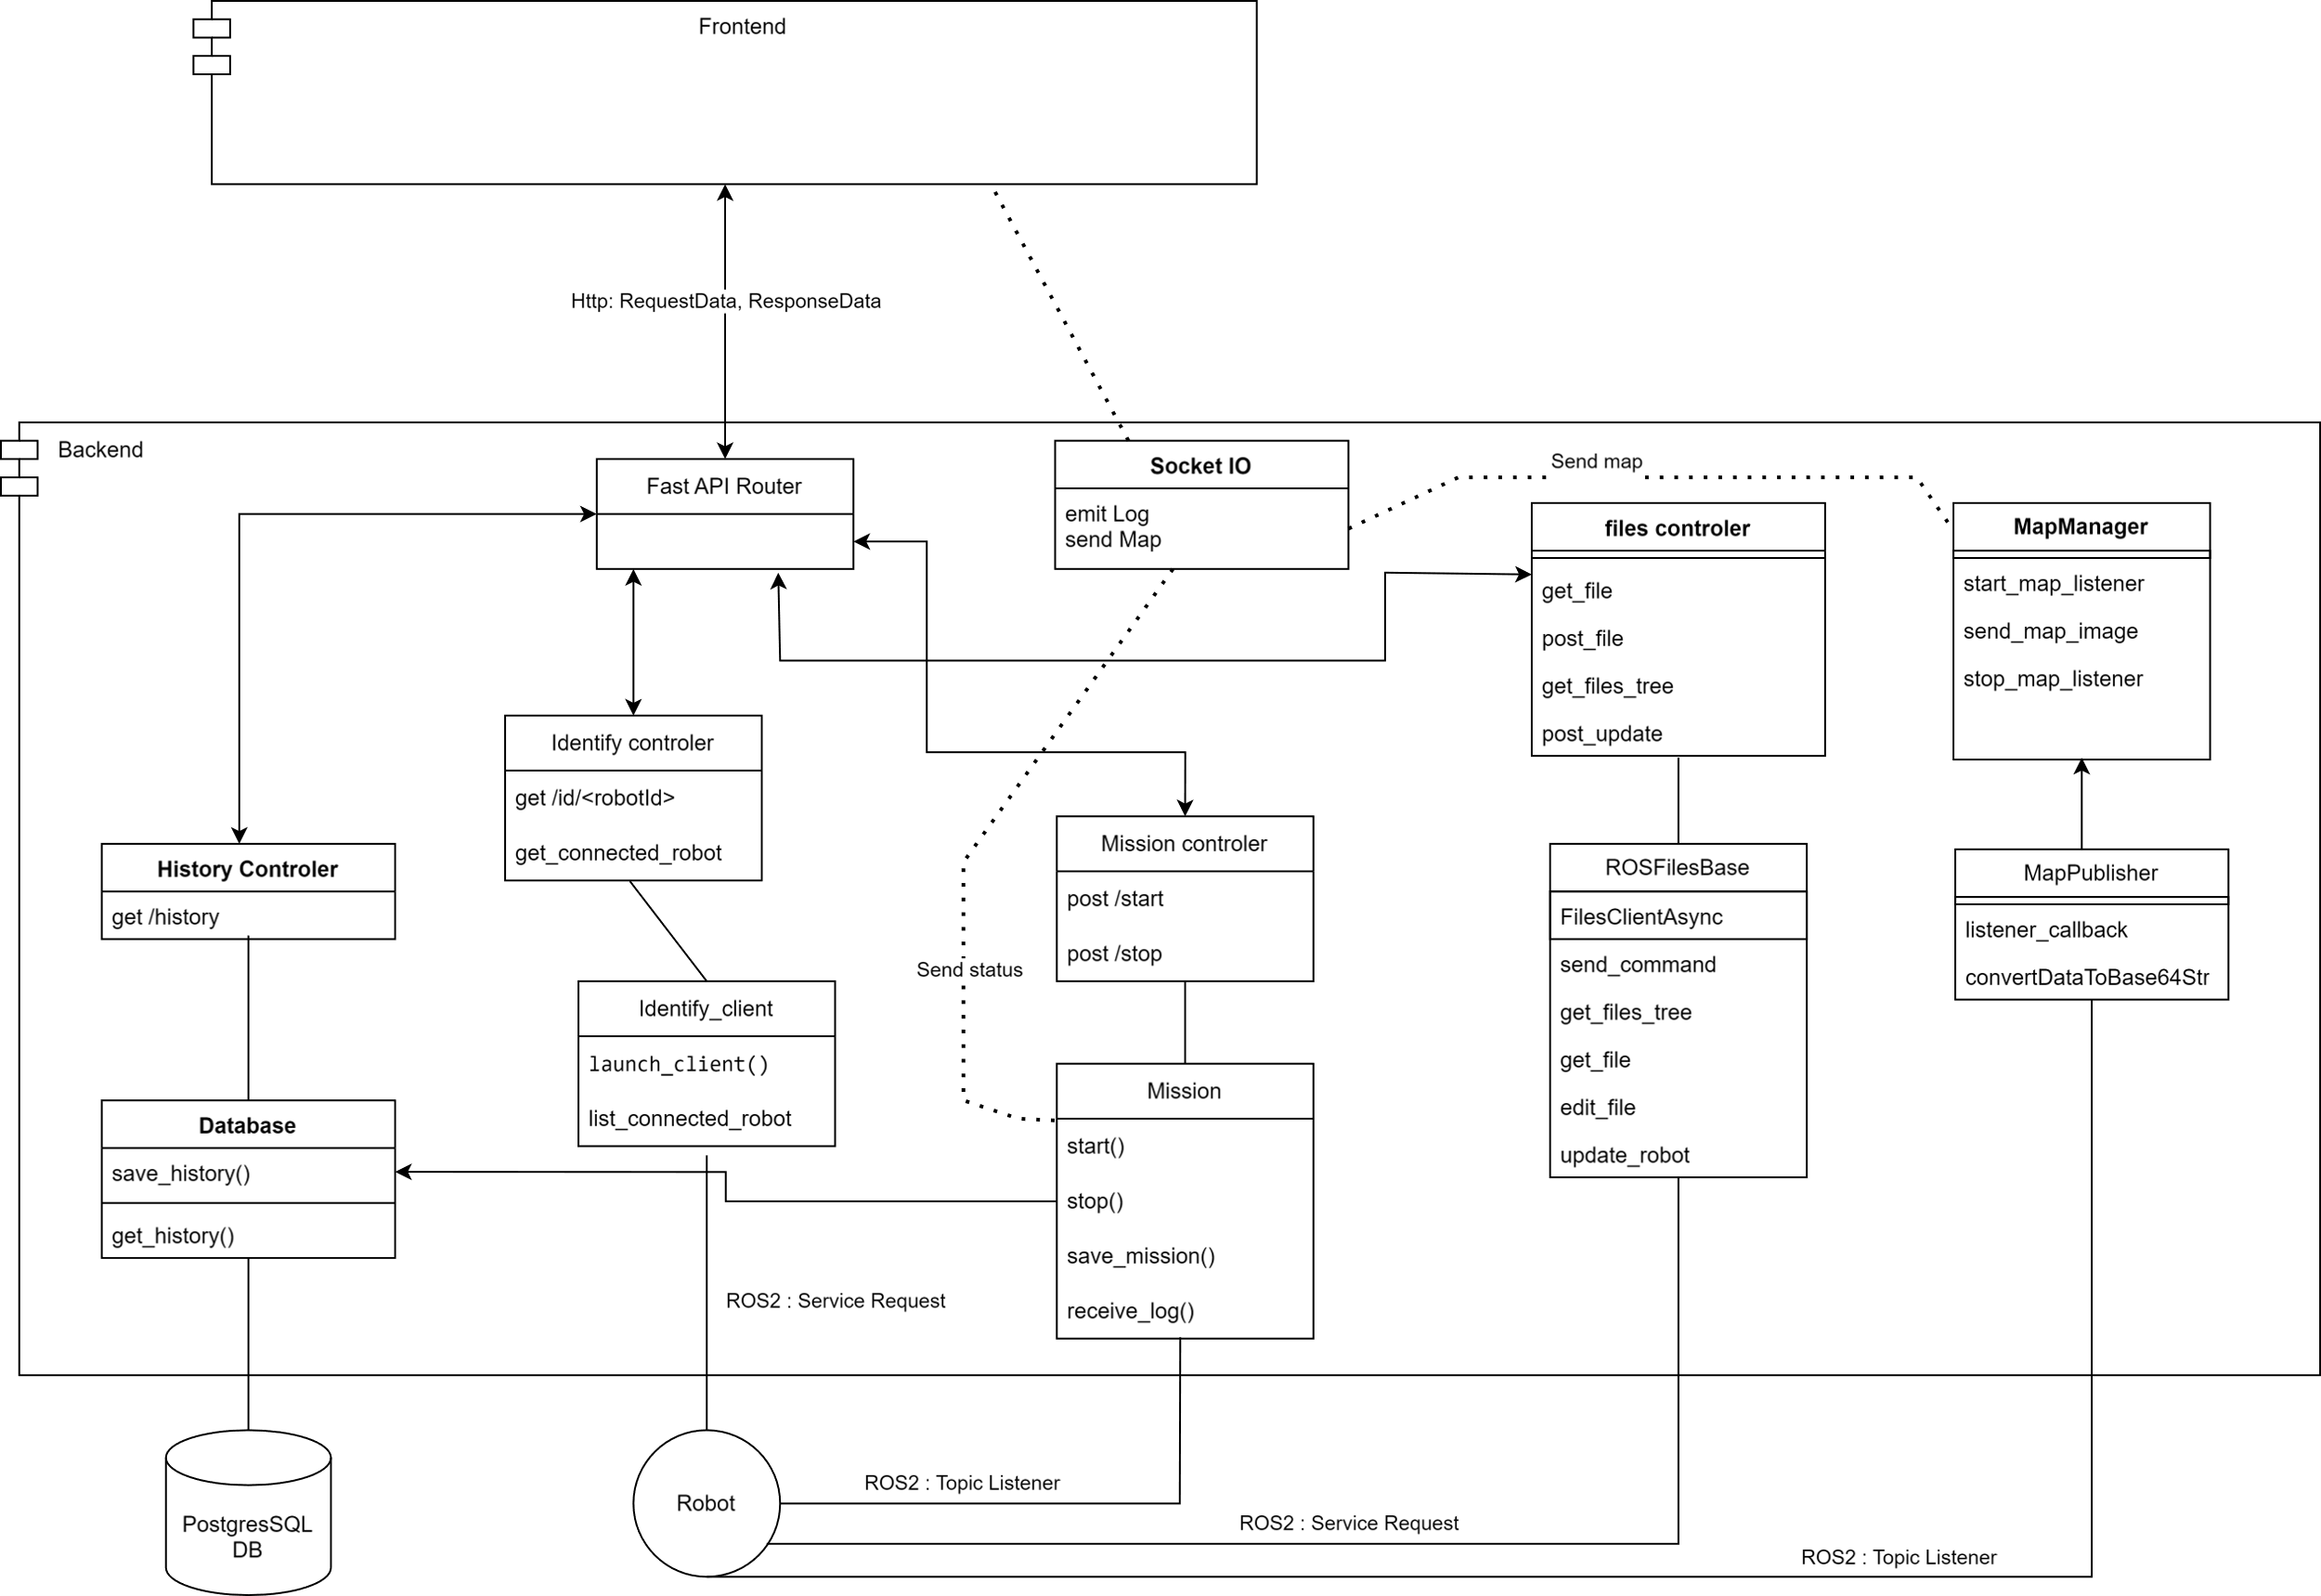 Frontend
Http: RequestData, ResponseData
Backend
Fast API Router
Socket IO
emit Log
send Map
Send map
files controler
get_file
post_file
get_files_tree
post_update
MapManager
start_map_listener
send_map_image
stop_map_listener
Identify controler
get /id/<robotId>
get_connected_robot
Mission controler
post /start
post /stop
History Controler
get /history
ROSFilesBase
FilesClientAsync
send_command
get_files_tree
get_file
edit_file
update_robot
MapPublisher
listener_callback
convertDataToBase64Str
Send status
Identify_client
launch_client()
list_connected_robot
Mission
start()
stop()
save_mission()
receive_log()
Database
save_history()
get_history()
ROS2 : Service Request
PostgresSQL
DB
Robot
ROS2 : Topic Listener
ROS2 : Service Request
ROS2 : Topic Listener